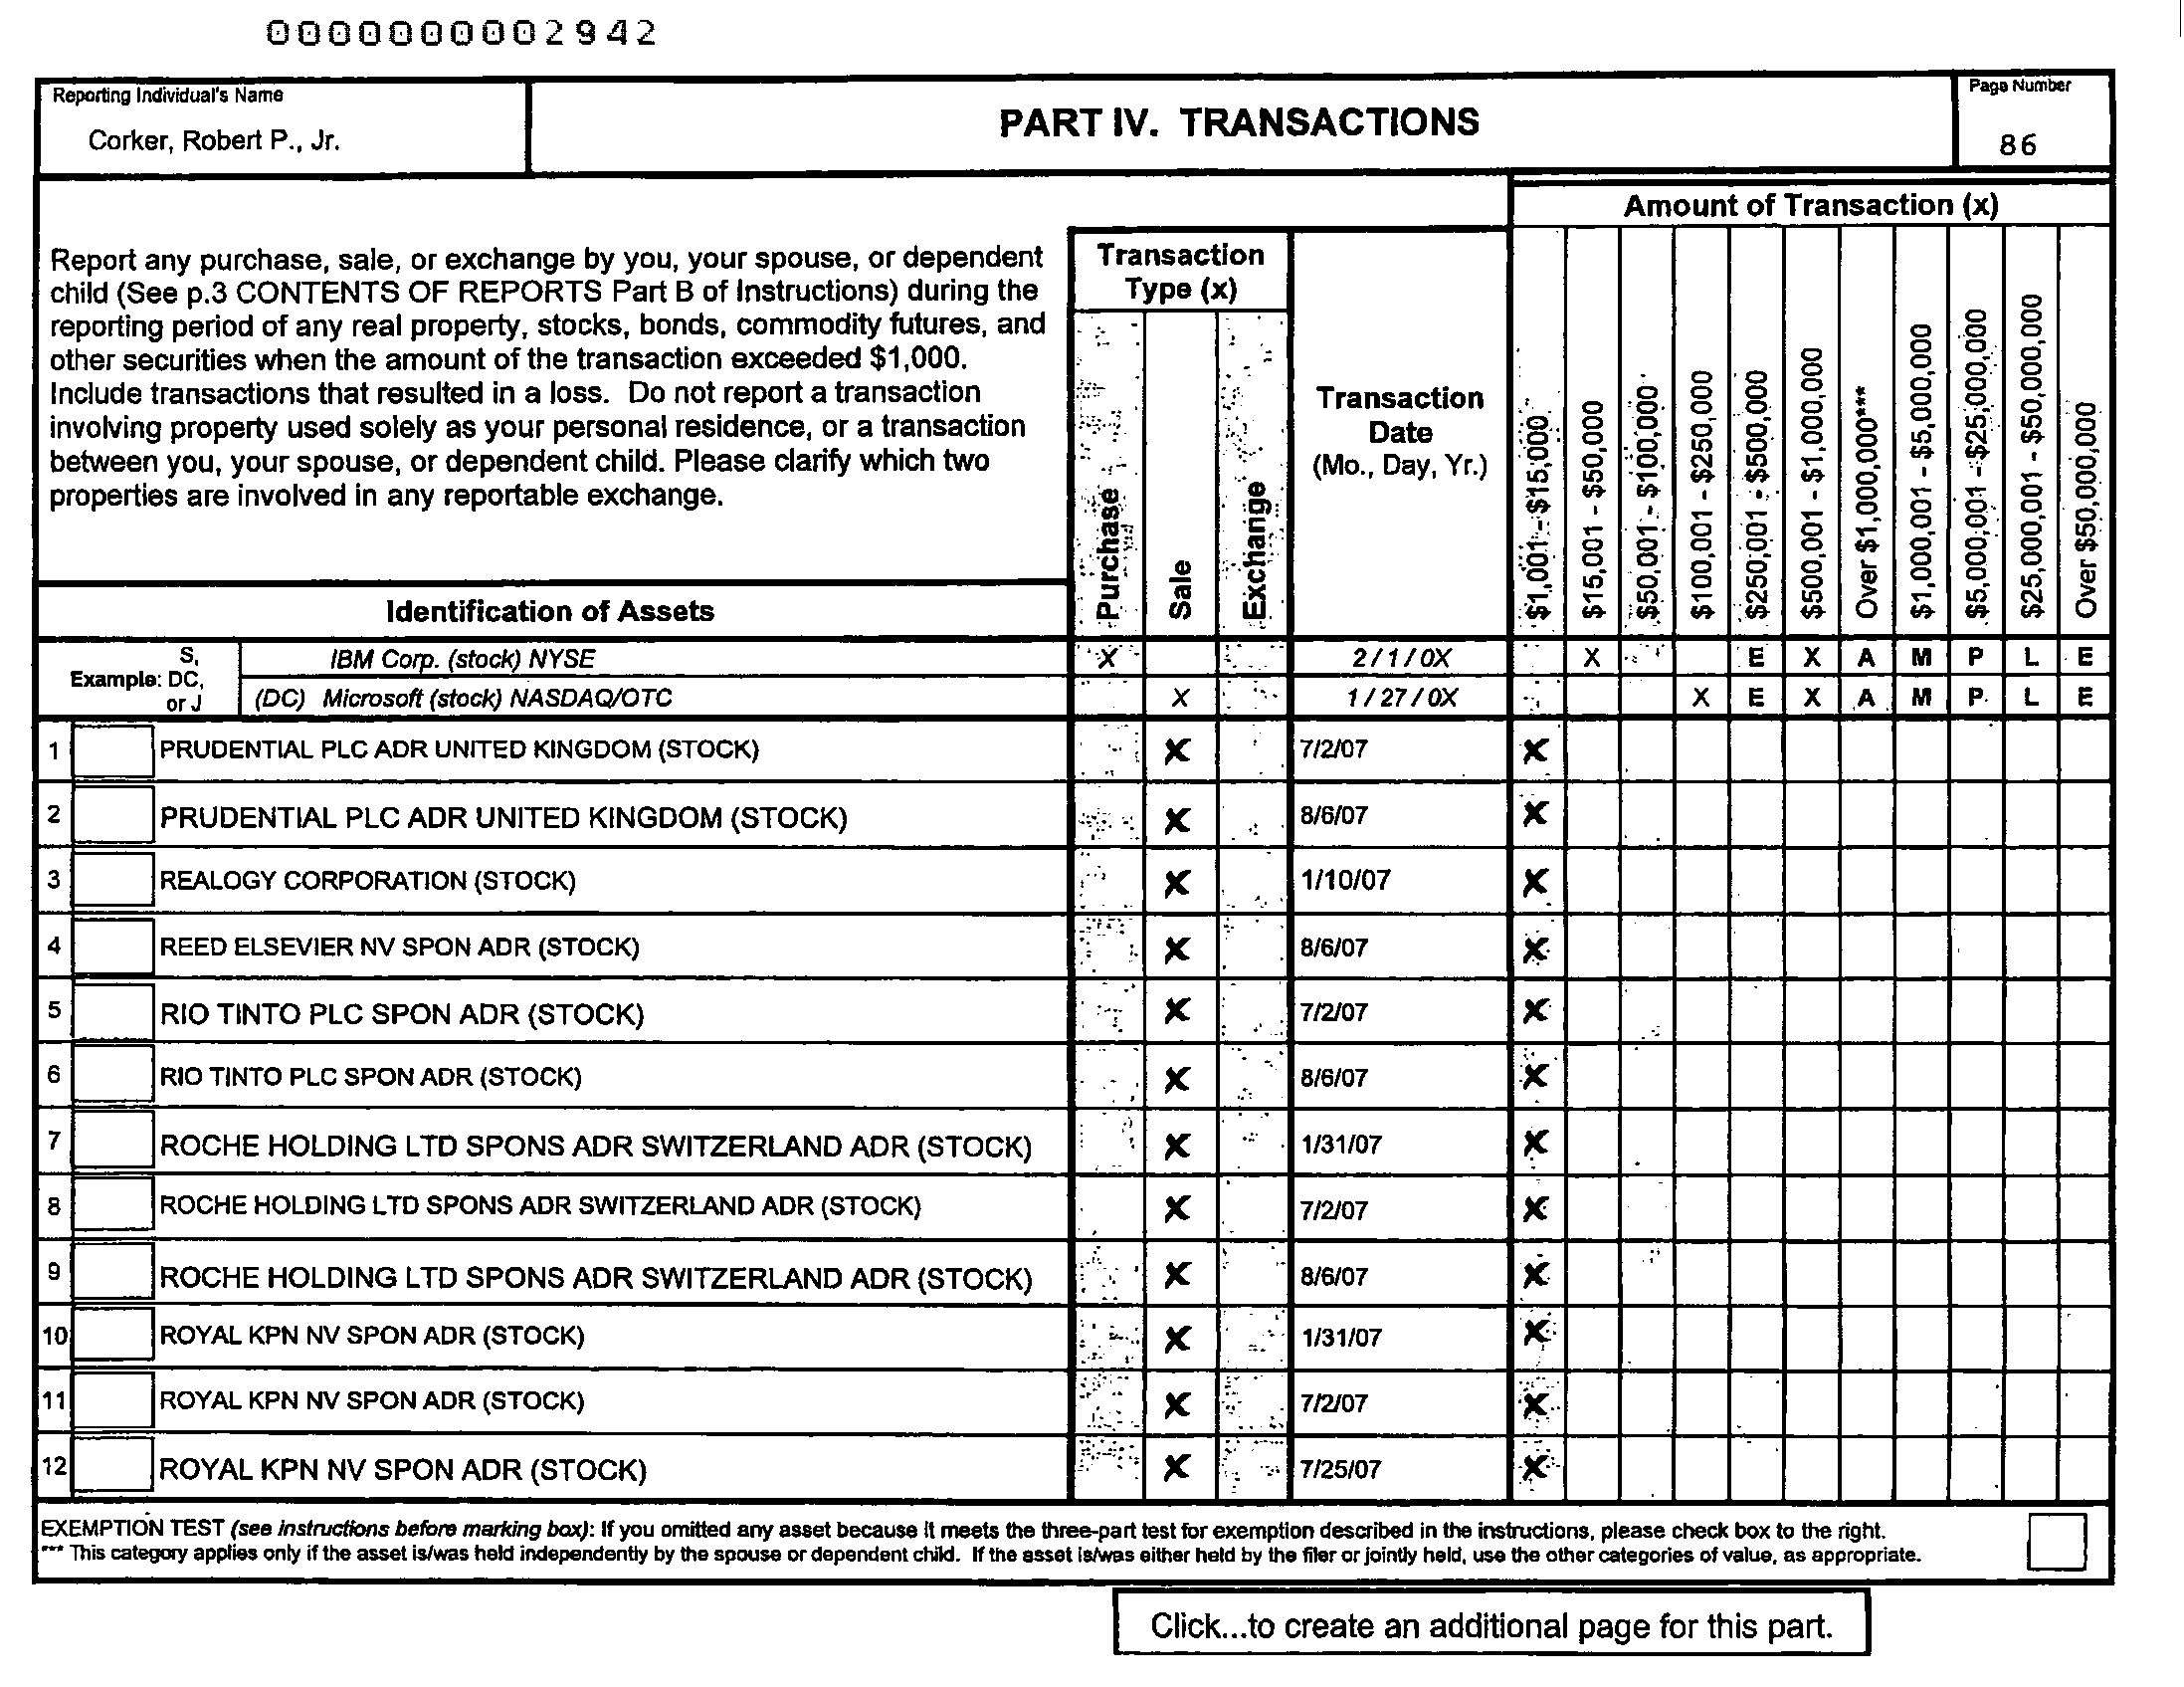 0000000002942
Reporting Individual's Name
Corker, Robert P., Jr.
PART IV. TRANSACTIONS
Page Number
86
Amount of Transaction (x)
Report any purchase, sale, or exchange by you, your spouse, or dependent
child (See p.3 CONTENTS OF REPORTS Part B of Instructions) during the
reporting period of any real property, stocks, bonds, commodity futures, and
other securities when the amount of the transaction exceeded $1,000.
Include transactions that resulted in a loss. Do not report a transaction
involving property used solely as your personal residence, or a transaction
between you, your spouse, or dependent child. Please clarify which two
properties are involved in any reportable exchange.
Transaction
Type (x)
Purchase
Sale
Exchange
Transaction
Date
(Mo., Day, Yr.)
$1,001 - $15,000
$15,001 - $50,000
$50,001 - $100,000
$100,001 - $250,000
$250,001 - $500,000
$500,001 - $1,000,000
Over $1,000,000***
$1,000,001 - $5,000,000
$5,000,001 - $25,000,000
$25,000,001 - $50,000,000
Over $50,000,000
Identification of Assets
Example: S, DC, or J
IBM Corp. (stock) NYSE X 2/1/0X X E X A M P L E
(DC) Microsoft (stock) NASDAQ/OTC X 1/27/0X X E X A M P L E
1 PRUDENTIAL PLC ADR UNITED KINGDOM (STOCK) X 7/2/07 X
2 PRUDENTIAL PLC ADR UNITED KINGDOM (STOCK) X 8/6/07 X
3 REALOGY CORPORATION (STOCK) X 1/10/07 X
4 REED ELSEVIER NV SPON ADR (STOCK) X 8/6/07 X
5 RIO TINTO PLC SPON ADR (STOCK) X 7/2/07 X
6 RIO TINTO PLC SPON ADR (STOCK) X 8/6/07 X
7 ROCHE HOLDING LTD SPONS ADR SWITZERLAND ADR (STOCK) X 1/31/07 X
8 ROCHE HOLDING LTD SPONS ADR SWITZERLAND ADR (STOCK) X 7/2/07 X
9 ROCHE HOLDING LTD SPONS ADR SWITZERLAND ADR (STOCK) X 8/6/07 X
10 ROYAL KPN NV SPON ADR (STOCK) X 1/31/07 X
11 ROYAL KPN NV SPON ADR (STOCK) X 7/2/07 X
12 ROYAL KPN NV SPON ADR (STOCK) X 7/25/07 X
EXEMPTION TEST (see instructions before marking box): If you omitted any asset because it meets the three-part test for exemption described in the instructions, please check box to the right.
*** This category applies only if the asset is/was held independently by the spouse or dependent child. If the asset is/was either held by the filer or jointly held, use the other categories of value, as appropriate.
Click...to create an additional page for this part.